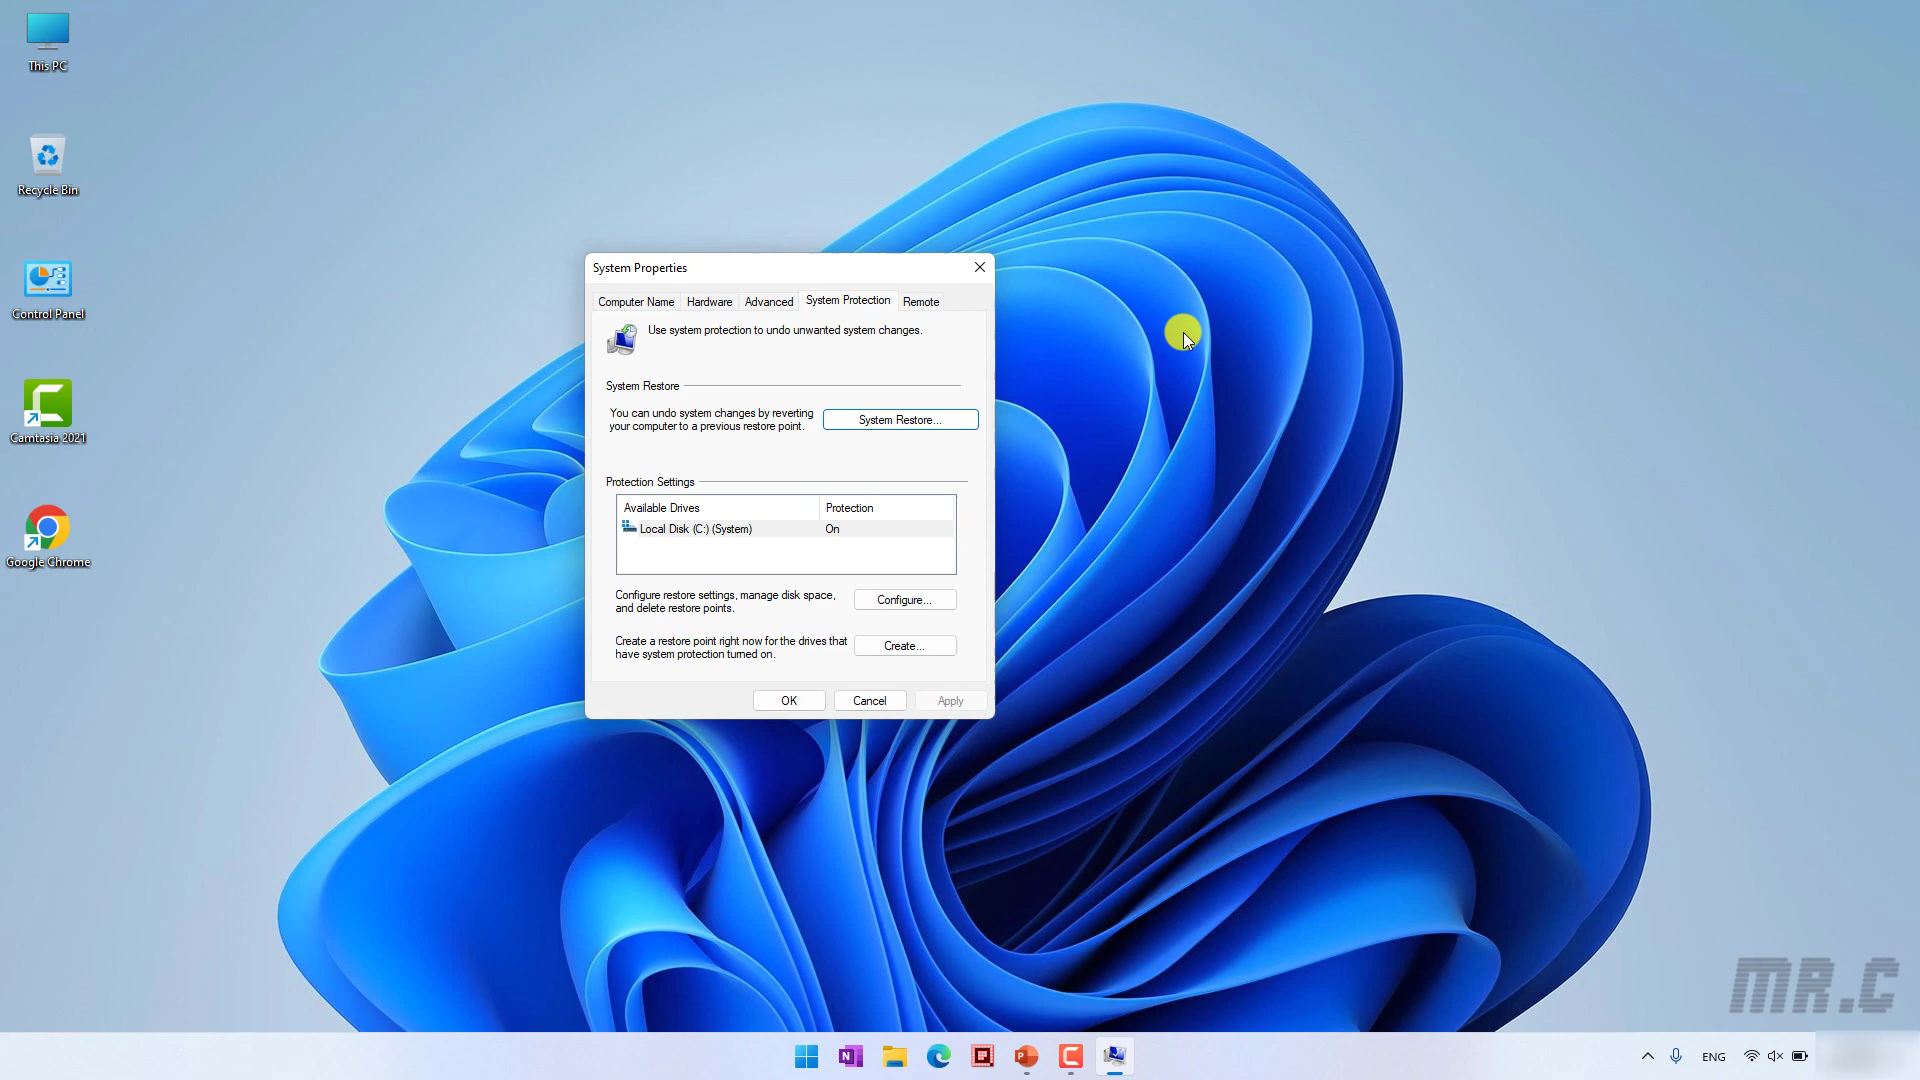 This PC
Recycle Bin
Control Panel
Camtasia 2021
Google Chrome
System Properties
Computer Name
Hardware
Advanced
System Protection
Remote
Use system protection to undo unwanted system changes.
System Restore
You can undo system changes by reverting
your computer to a previous restore point.
System Restore...
Protection Settings
Available Drives
Protection
Local Disk (C:) (System)
On
Configure restore settings, manage disk space,
and delete restore points.
Configure...
Create a restore point right now for the drives that
have system protection turned on.
Create...
OK
Cancel
Apply
MR.C
N
P
ENG